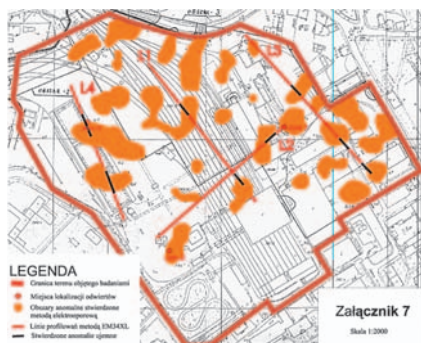 L1
L3
L4
L2
LEGENDA
Granica terenu objętego badaniami
Miejsca lokalizacji odwiertów
Obszary anomalne stwierdzone
metodą elektrooporową
Linie profilowań metodą EM34XL
Stwierdzone anomalie ujemne
Załącznik 7
Skala 1:2000